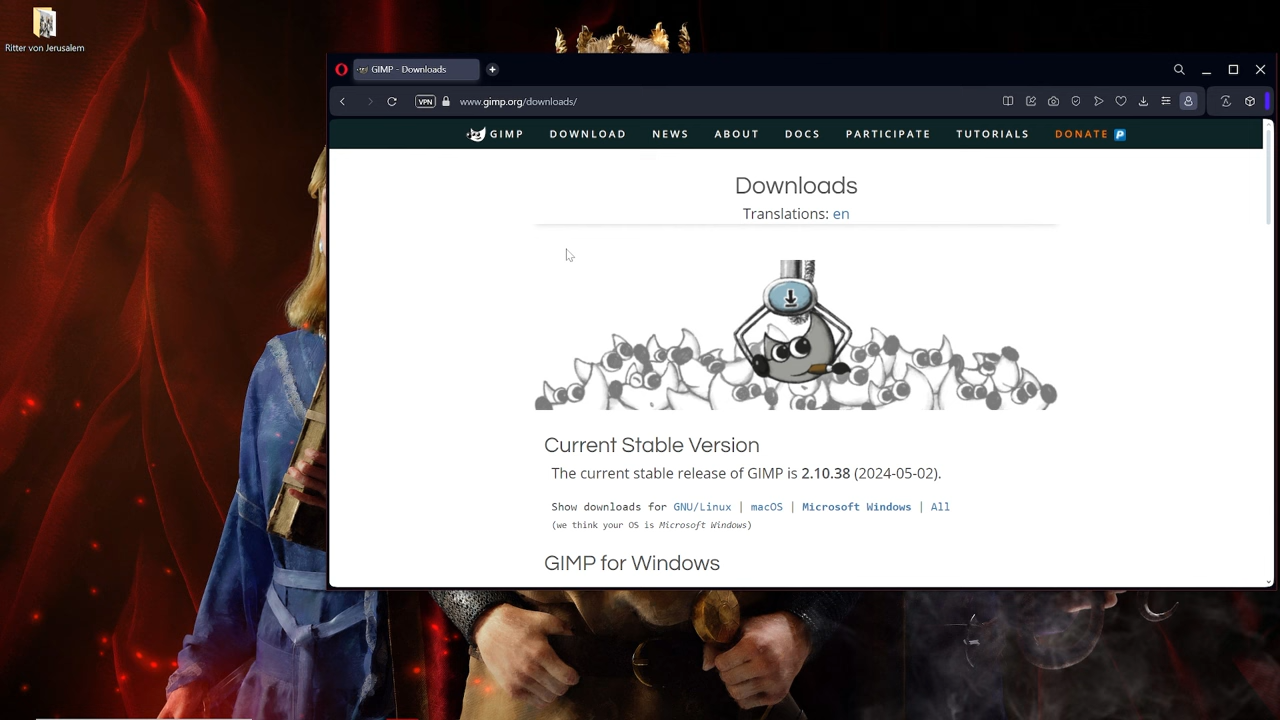 Ritter von Jerusalem
GIMP - Downloads
VPN www.gimp.org/downloads/
GIMP DOWNLOAD NEWS ABOUT DOCS PARTICIPATE TUTORIALS DONATE
Downloads
Translations: en
Current Stable Version
The current stable release of GIMP is 2.10.38 (2024-05-02).
Show downloads for GNU/Linux | macOS | Microsoft Windows | All
(we think your OS is Microsoft Windows)
GIMP for Windows